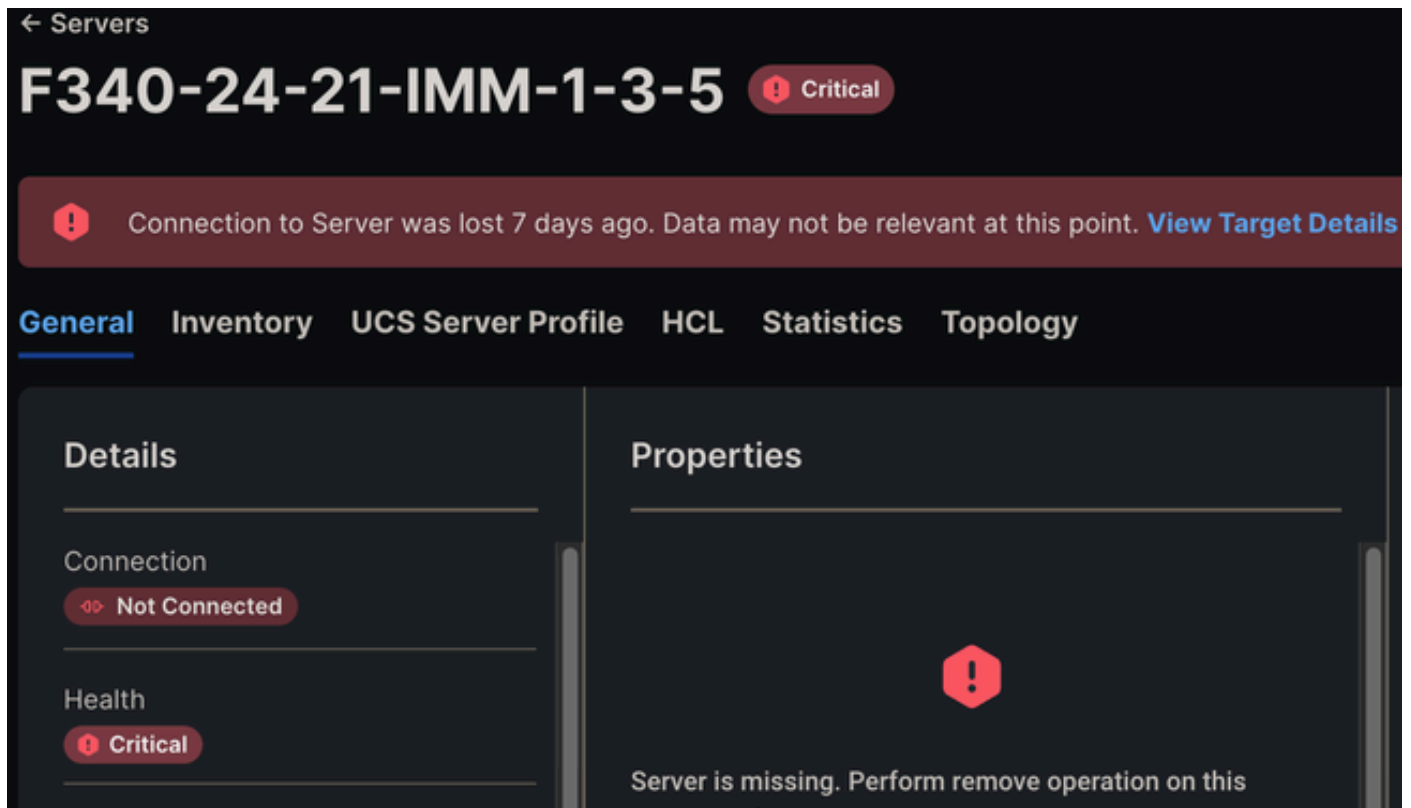 ← Servers
F340-24-21-IMM-1-3-5 Critical
Connection to Server was lost 7 days ago. Data may not be relevant at this point. View Target Details
General Inventory UCS Server Profile HCL Statistics Topology
Details
Properties
Connection
Not Connected
Health
Critical
Server is missing. Perform remove operation on this